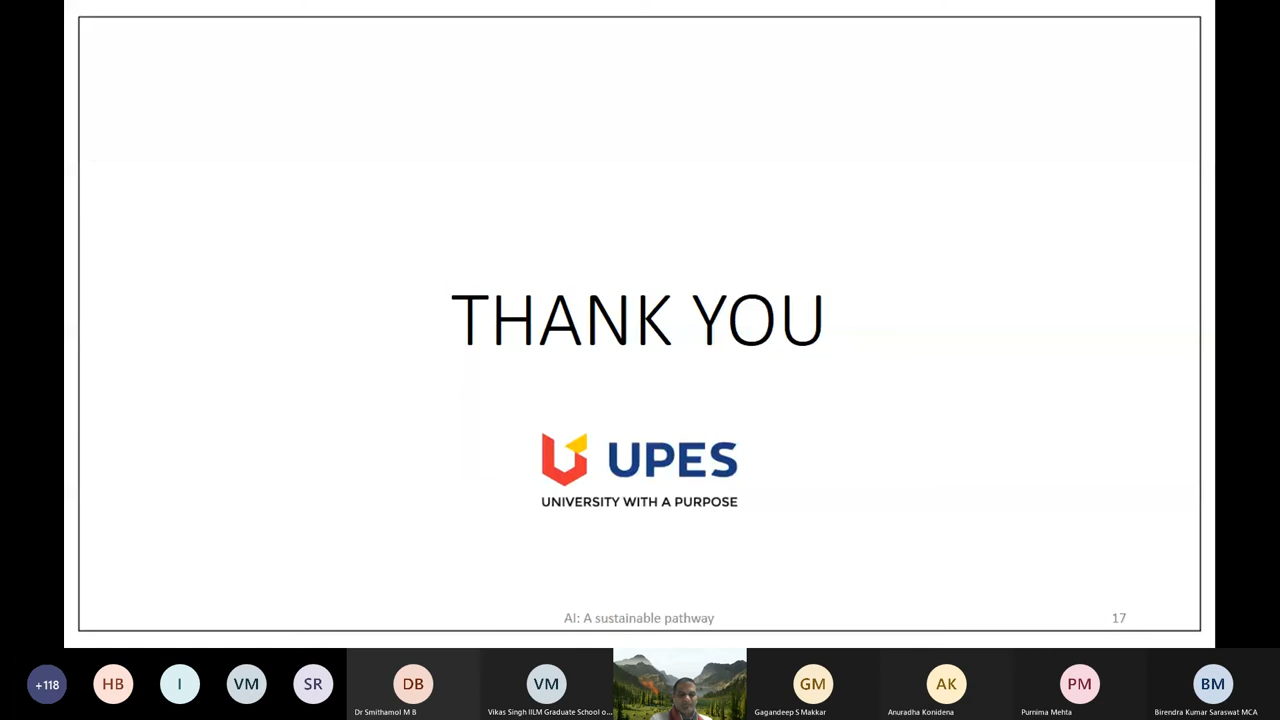 THANK YOU
UPES
UNIVERSITY WITH A PURPOSE
AI: A sustainable pathway
17
+118
HB
I
VM
SR
DB
Dr Smithamol M B
VM
Vikas Singh IILM Graduate School o...
GM
Gagandeep S Makkar
AK
Anuradha Konidena
PM
Purnima Mehta
BM
Birendra Kumar Saraswat MCA